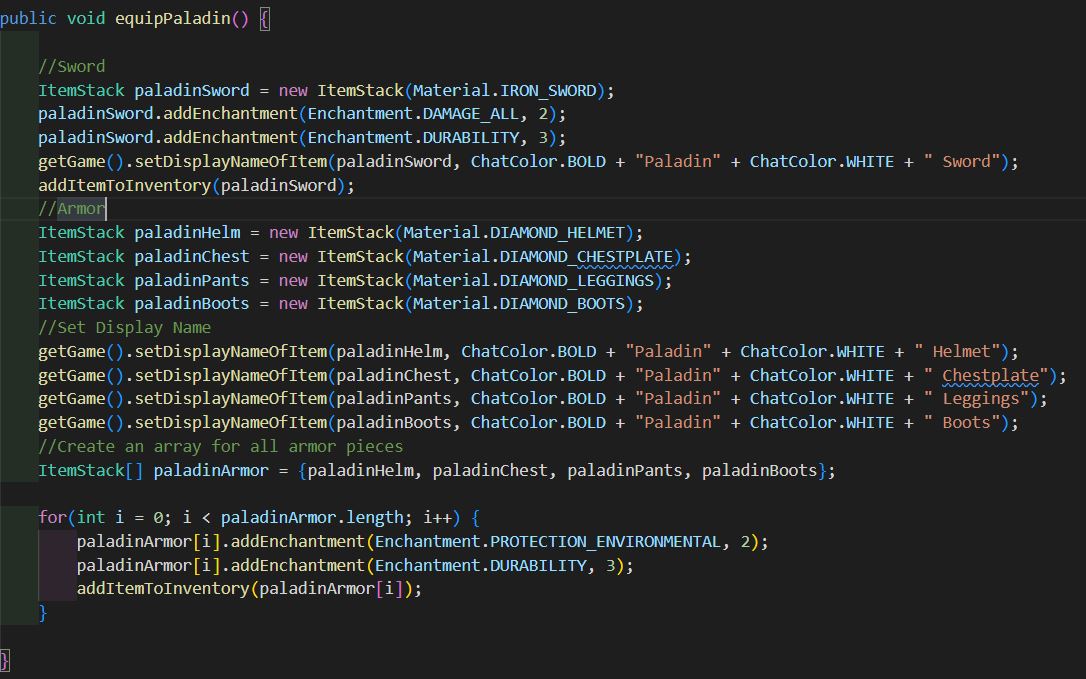 public void equipPaladin() {
//Sword
ItemStack paladinSword = new ItemStack(Material.IRON_SWORD);
paladinSword.addEnchantment(Enchantment.DAMAGE_ALL, 2);
paladinSword.addEnchantment(Enchantment.DURABILITY, 3);
getGame().setDisplayNameOfItem(paladinSword, ChatColor.BOLD + "Paladin" + ChatColor.WHITE + " Sword");
addItemToInventory(paladinSword);
//Armor
ItemStack paladinHelm = new ItemStack(Material.DIAMOND_HELMET);
ItemStack paladinChest = new ItemStack(Material.DIAMOND_CHESTPLATE);
ItemStack paladinPants = new ItemStack(Material.DIAMOND_LEGGINGS);
ItemStack paladinBoots = new ItemStack(Material.DIAMOND_BOOTS);
//Set Display Name
getGame().setDisplayNameOfItem(paladinHelm, ChatColor.BOLD + "Paladin" + ChatColor.WHITE + " Helmet");
getGame().setDisplayNameOfItem(paladinChest, ChatColor.BOLD + "Paladin" + ChatColor.WHITE + " Chestplate");
getGame().setDisplayNameOfItem(paladinPants, ChatColor.BOLD + "Paladin" + ChatColor.WHITE + " Leggings");
getGame().setDisplayNameOfItem(paladinBoots, ChatColor.BOLD + "Paladin" + ChatColor.WHITE + " Boots");
//Create an array for all armor pieces
ItemStack[] paladinArmor = {paladinHelm, paladinChest, paladinPants, paladinBoots};
for(int i = 0; i < paladinArmor.length; i++) {
paladinArmor[i].addEnchantment(Enchantment.PROTECTION_ENVIRONMENTAL, 2);
paladinArmor[i].addEnchantment(Enchantment.DURABILITY, 3);
addItemToInventory(paladinArmor[i]);
}
}